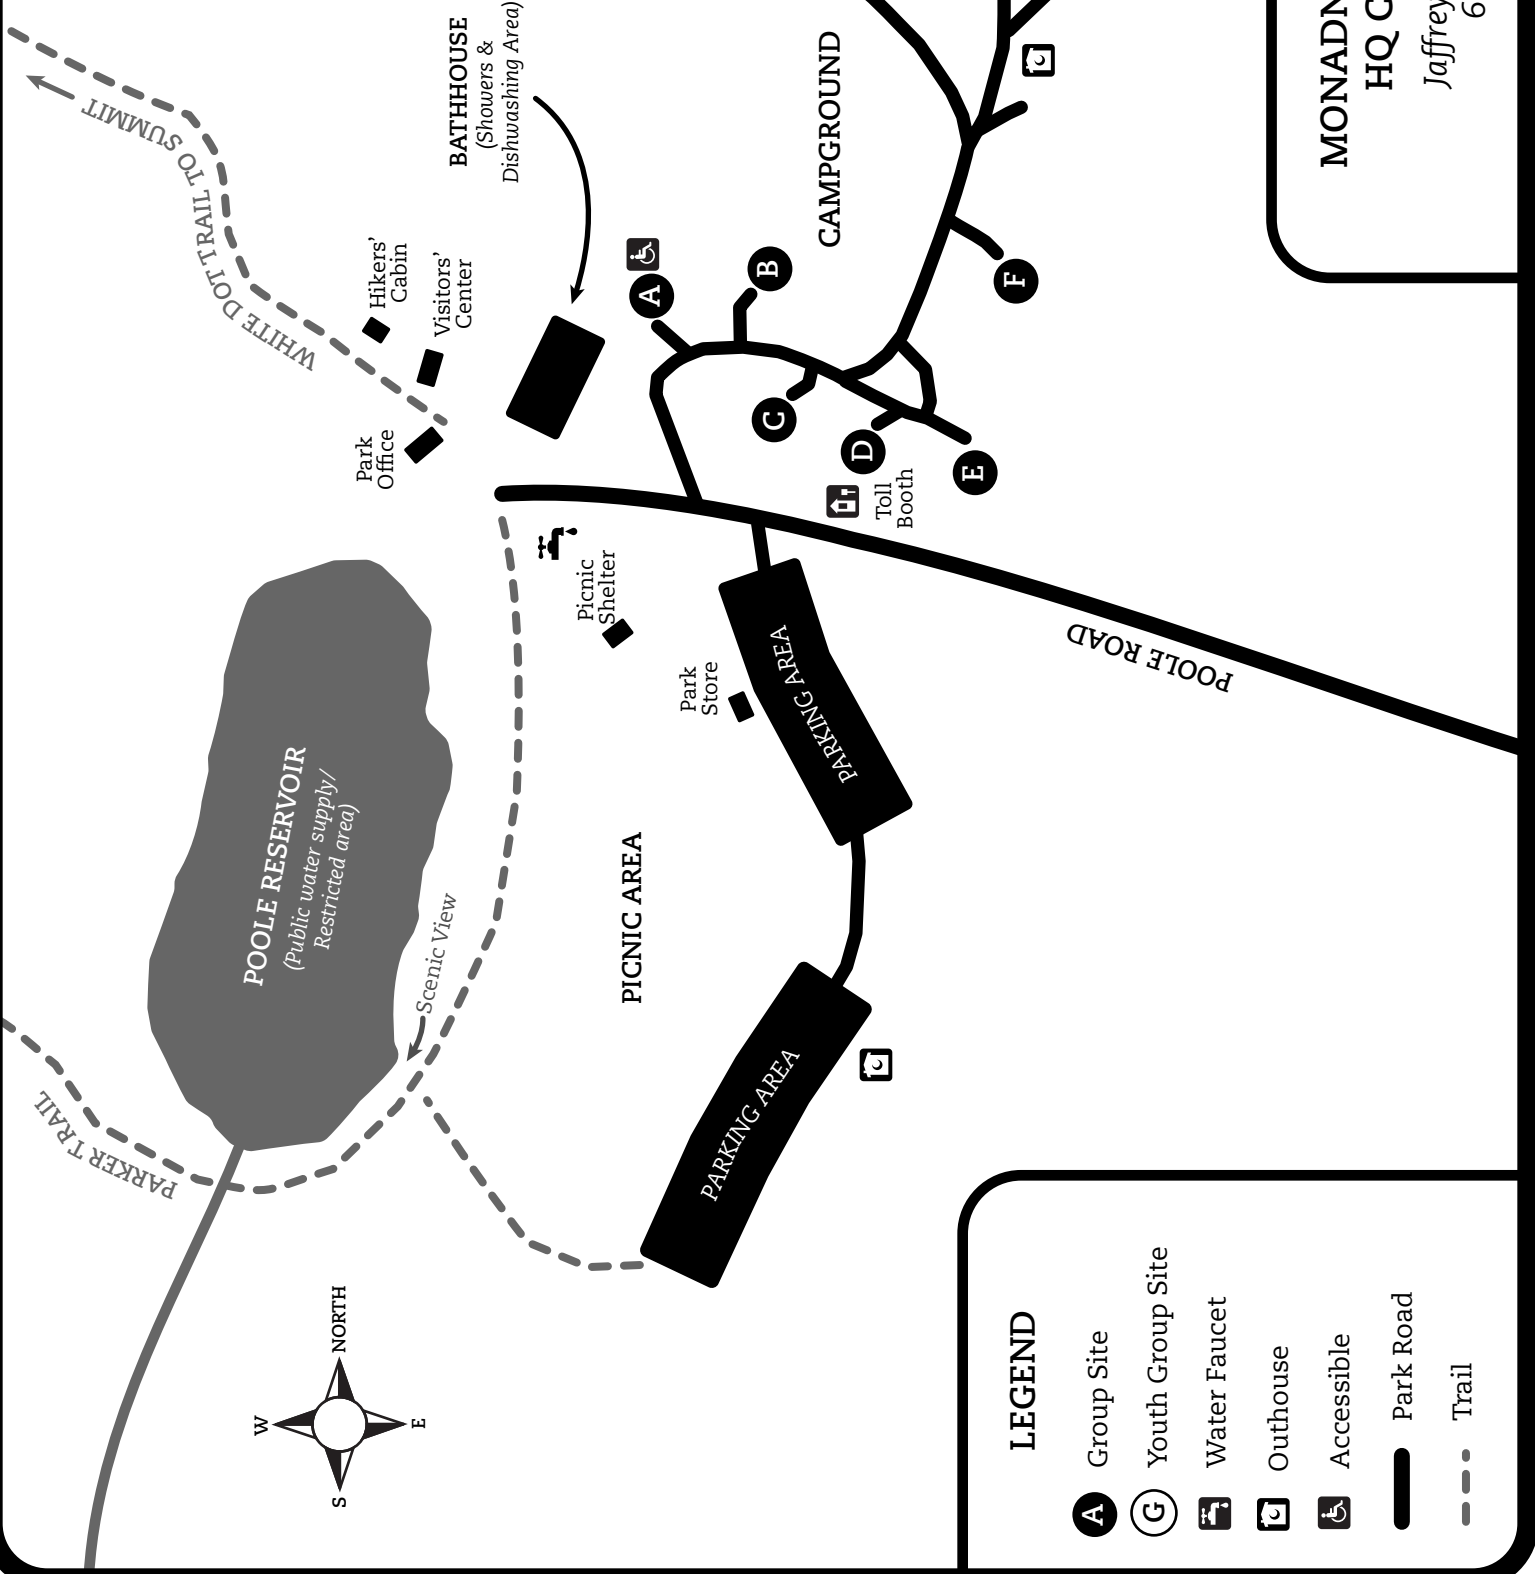 WHITE DOT TRAIL TO SUMMIT
BATHHOUSE
(Showers &
Dishwashing Area)
Hikers’
Cabin
Visitors’
Center
Park
Office
CAMPGROUND
A
B
C
D
E
F
Toll
Booth
Picnic
Shelter
Park
Store
PARKING AREA
POOLE ROAD
POOLE RESERVOIR
(Public water supply/
Restricted area)
Scenic View
PICNIC AREA
PARKING AREA
PARKER TRAIL
NORTH
W
E
S
LEGEND
A Group Site
G Youth Group Site
Water Faucet
Outhouse
Accessible
Park Road
Trail
MONADN
HQ C
Jaffrey
6